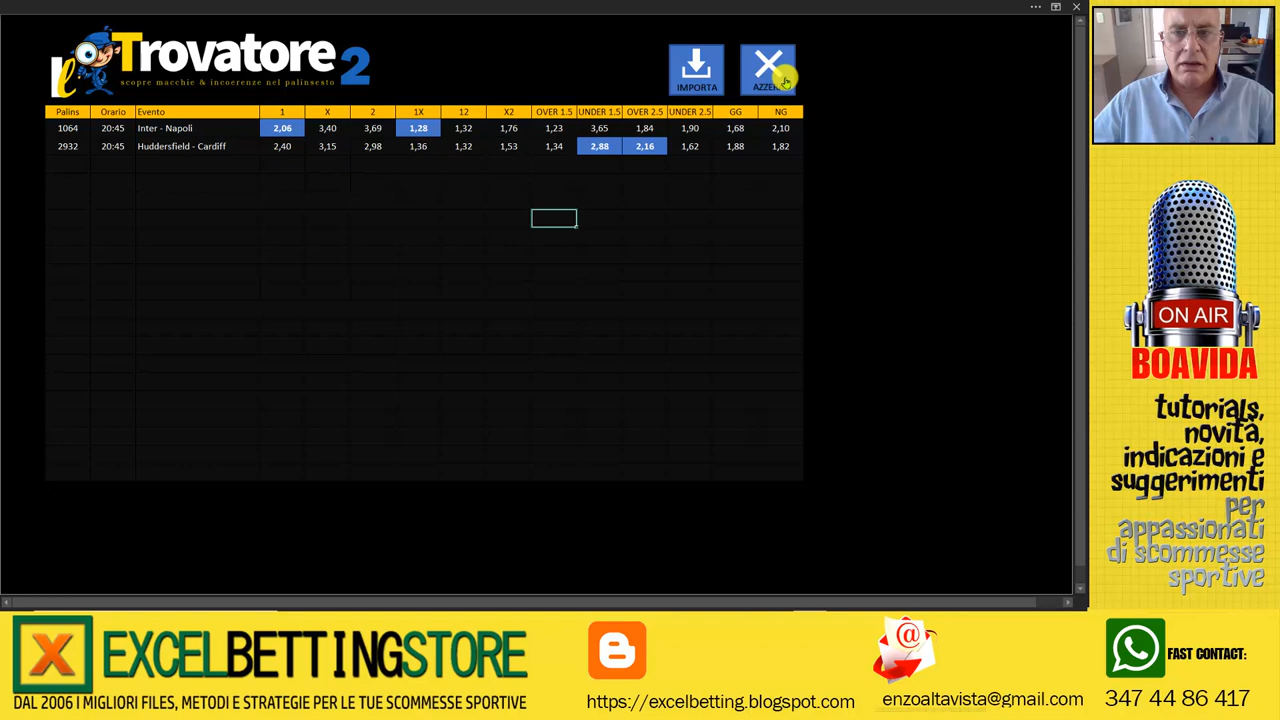 l Trovatore 2
scopre macchie & incoerenze nel palinsesto
IMPORTA
Palins Orario Evento 1 X 2 1X 12 X2 OVER 1.5 UNDER 1.5 OVER 2.5 UNDER 2.5 GG NG
1064 20:45 Inter - Napoli 2,06 3,40 3,69 1,28 1,32 1,76 1,23 3,65 1,84 1,90 1,68 2,10
2932 20:45 Huddersfield - Cardiff 2,40 3,15 2,98 1,36 1,32 1,53 1,34 2,88 2,16 1,62 1,88 1,82
ON AIR
BOAVIDA
tutorials,
novità,
indicazioni e
suggerimenti
per
appassionati
di scommesse
sportive
X
EXCELBETTINGSTORE
DAL 2006 I MIGLIORI FILES, METODI E STRATEGIE PER LE TUE SCOMMESSE SPORTIVE
https://excelbetting.blogspot.com
@
enzoaltavista@gmail.com
FAST CONTACT:
347 44 86 417